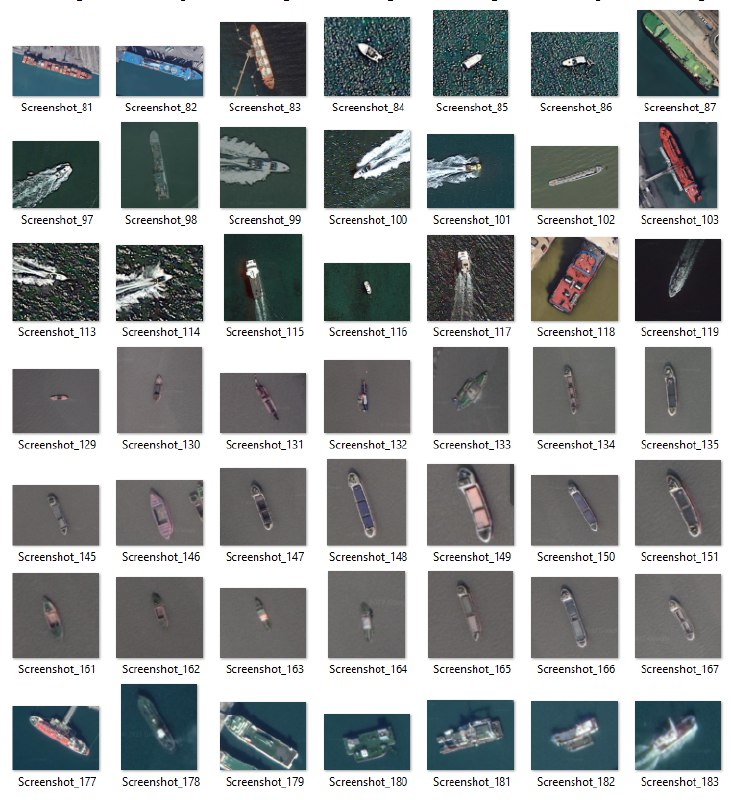 Screenshot_81 Screenshot_82 Screenshot_83 Screenshot_84 Screenshot_85 Screenshot_86 Screenshot_87
Screenshot_97 Screenshot_98 Screenshot_99 Screenshot_100 Screenshot_101 Screenshot_102 Screenshot_103
Screenshot_113 Screenshot_114 Screenshot_115 Screenshot_116 Screenshot_117 Screenshot_118 Screenshot_119
Screenshot_129 Screenshot_130 Screenshot_131 Screenshot_132 Screenshot_133 Screenshot_134 Screenshot_135
Screenshot_145 Screenshot_146 Screenshot_147 Screenshot_148 Screenshot_149 Screenshot_150 Screenshot_151
Screenshot_161 Screenshot_162 Screenshot_163 Screenshot_164 Screenshot_165 Screenshot_166 Screenshot_167
Screenshot_177 Screenshot_178 Screenshot_179 Screenshot_180 Screenshot_181 Screenshot_182 Screenshot_183